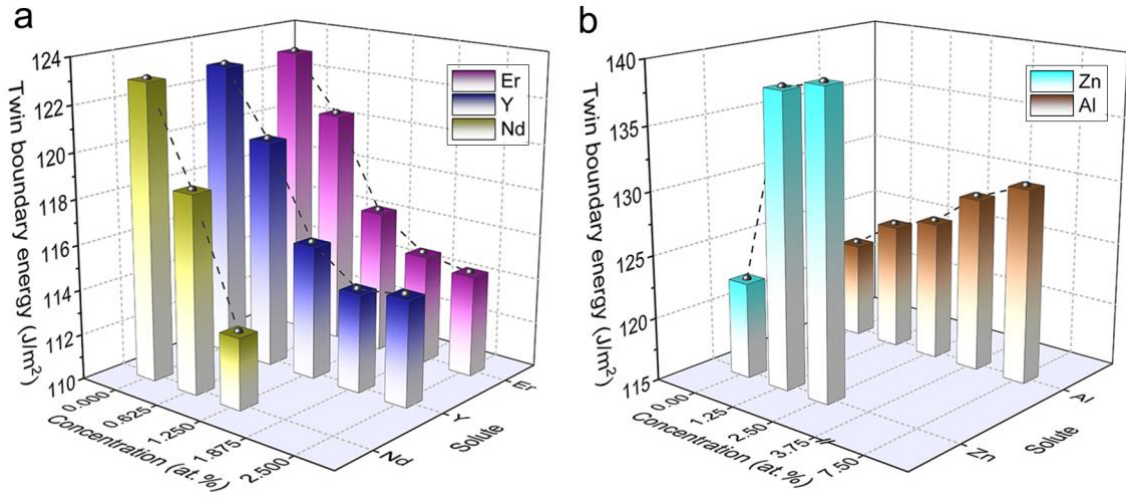 a
Twin boundary energy (J/m²)
124
122
120
118
116
114
112
110
Er
Y
Nd
0.000
0.625
1.250
1.875
2.500
Concentration (at.%)
Nd
Y
Er
Solute
b
Twin boundary energy (J/m²)
140
135
130
125
120
115
Zn
Al
0.00
1.25
2.50
3.75
7.50
Concentration (at.%)
Zn
Al
Solute